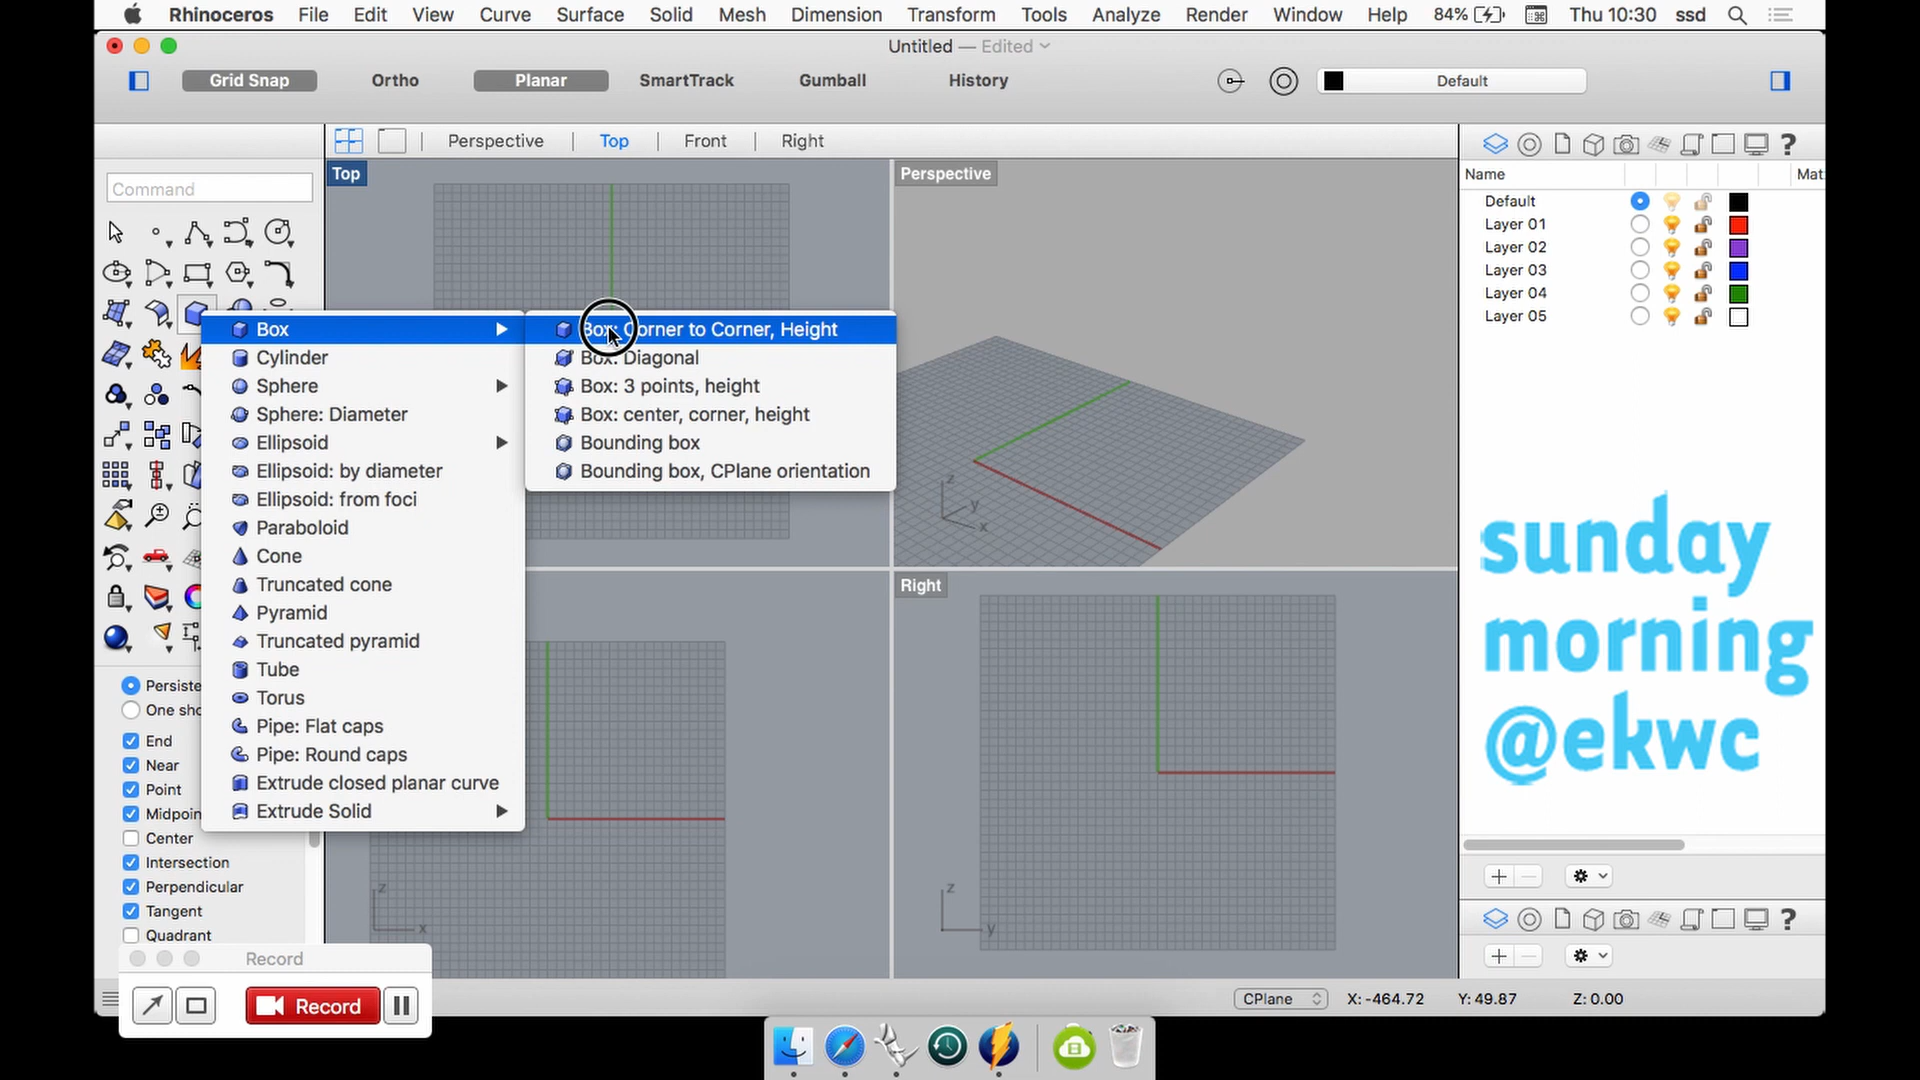 Rhinoceros File Edit View Curve Surface Solid Mesh Dimension Transform Tools Analyze Render Window Help 84% Thu 10:30 ssd
Untitled — Edited
Grid Snap Ortho Planar SmartTrack Gumball History Default
Perspective Top Front Right
Top
Perspective
Command
Name Mat
Default
Layer 01
Layer 02
Layer 03
Layer 04
Layer 05
Box
Cylinder
Sphere
Sphere: Diameter
Ellipsoid
Ellipsoid: by diameter
Ellipsoid: from foci
Paraboloid
Cone
Truncated cone
Pyramid
Truncated pyramid
Tube
Torus
Pipe: Flat caps
Pipe: Round caps
Extrude closed planar curve
Extrude Solid
Box: Corner to Corner, Height
Box: Diagonal
Box: 3 points, height
Box: center, corner, height
Bounding box
Bounding box, CPlane orientation
z
y
x
Right
sunday
morning
@ekwc
Persiste
One sho
End
Near
Point
Midpoin
Center
Intersection
Perpendicular
Tangent
Quadrant
z
x
z
y
Record
Record
CPlane X: -464.72 Y: 49.87 Z: 0.00